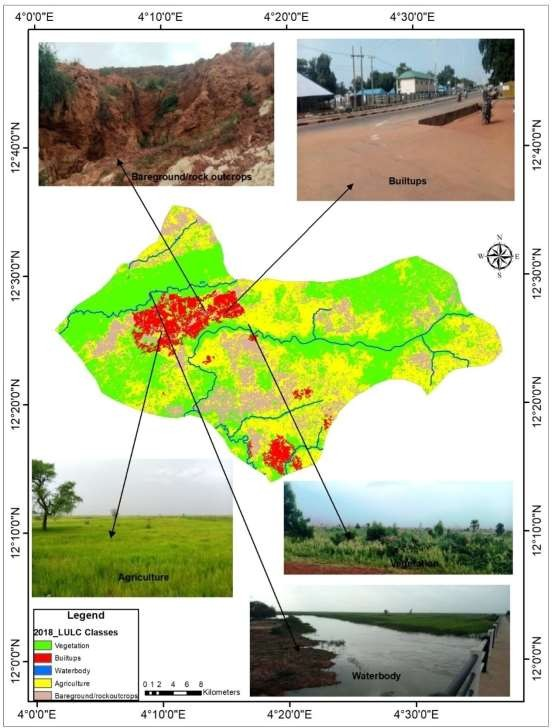 4°0'0"E 4°10'0"E 4°20'0"E 4°30'0"E
12°40'0"N 12°40'0"N
Bareground/rock outcrops
Builtups
N
W E
S
12°30'0"N 12°30'0"N
12°20'0"N 12°20'0"N
12°10'0"N 12°10'0"N
Agriculture
Vegetation
Waterbody
12°0'0"N 12°0'0"N
Legend
2018_LULC Classes
Vegetation
Builtups
Waterbody
Agriculture
Bareground/rockoutcrops
0 1 2 4 6 8
Kilometers
4°0'0"E 4°10'0"E 4°20'0"E 4°30'0"E